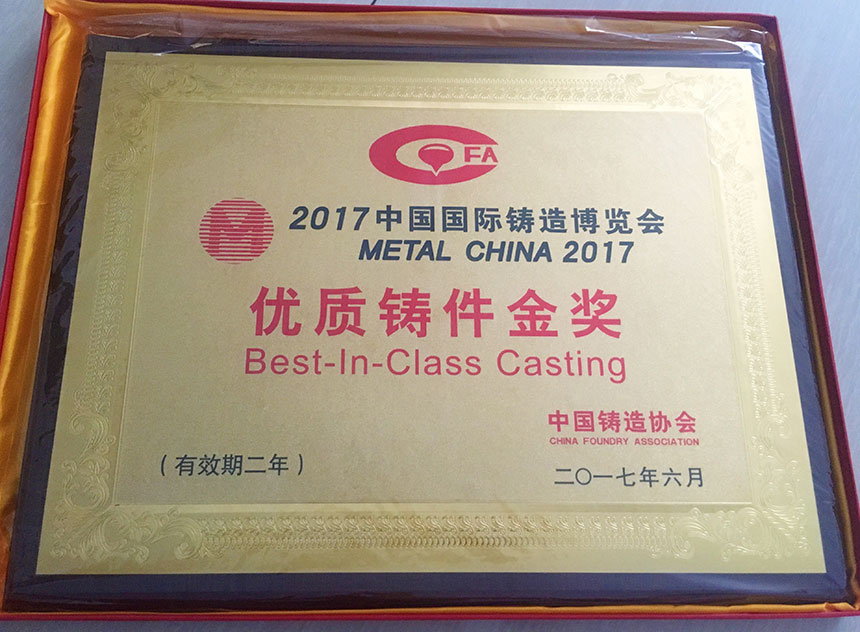 CFA
M
2017中国国际铸造博览会
METAL CHINA 2017
优质铸件金奖
Best-In-Class Casting
中国铸造协会
CHINA FOUNDRY ASSOCIATION
(有效期二年)
二〇一七年六月